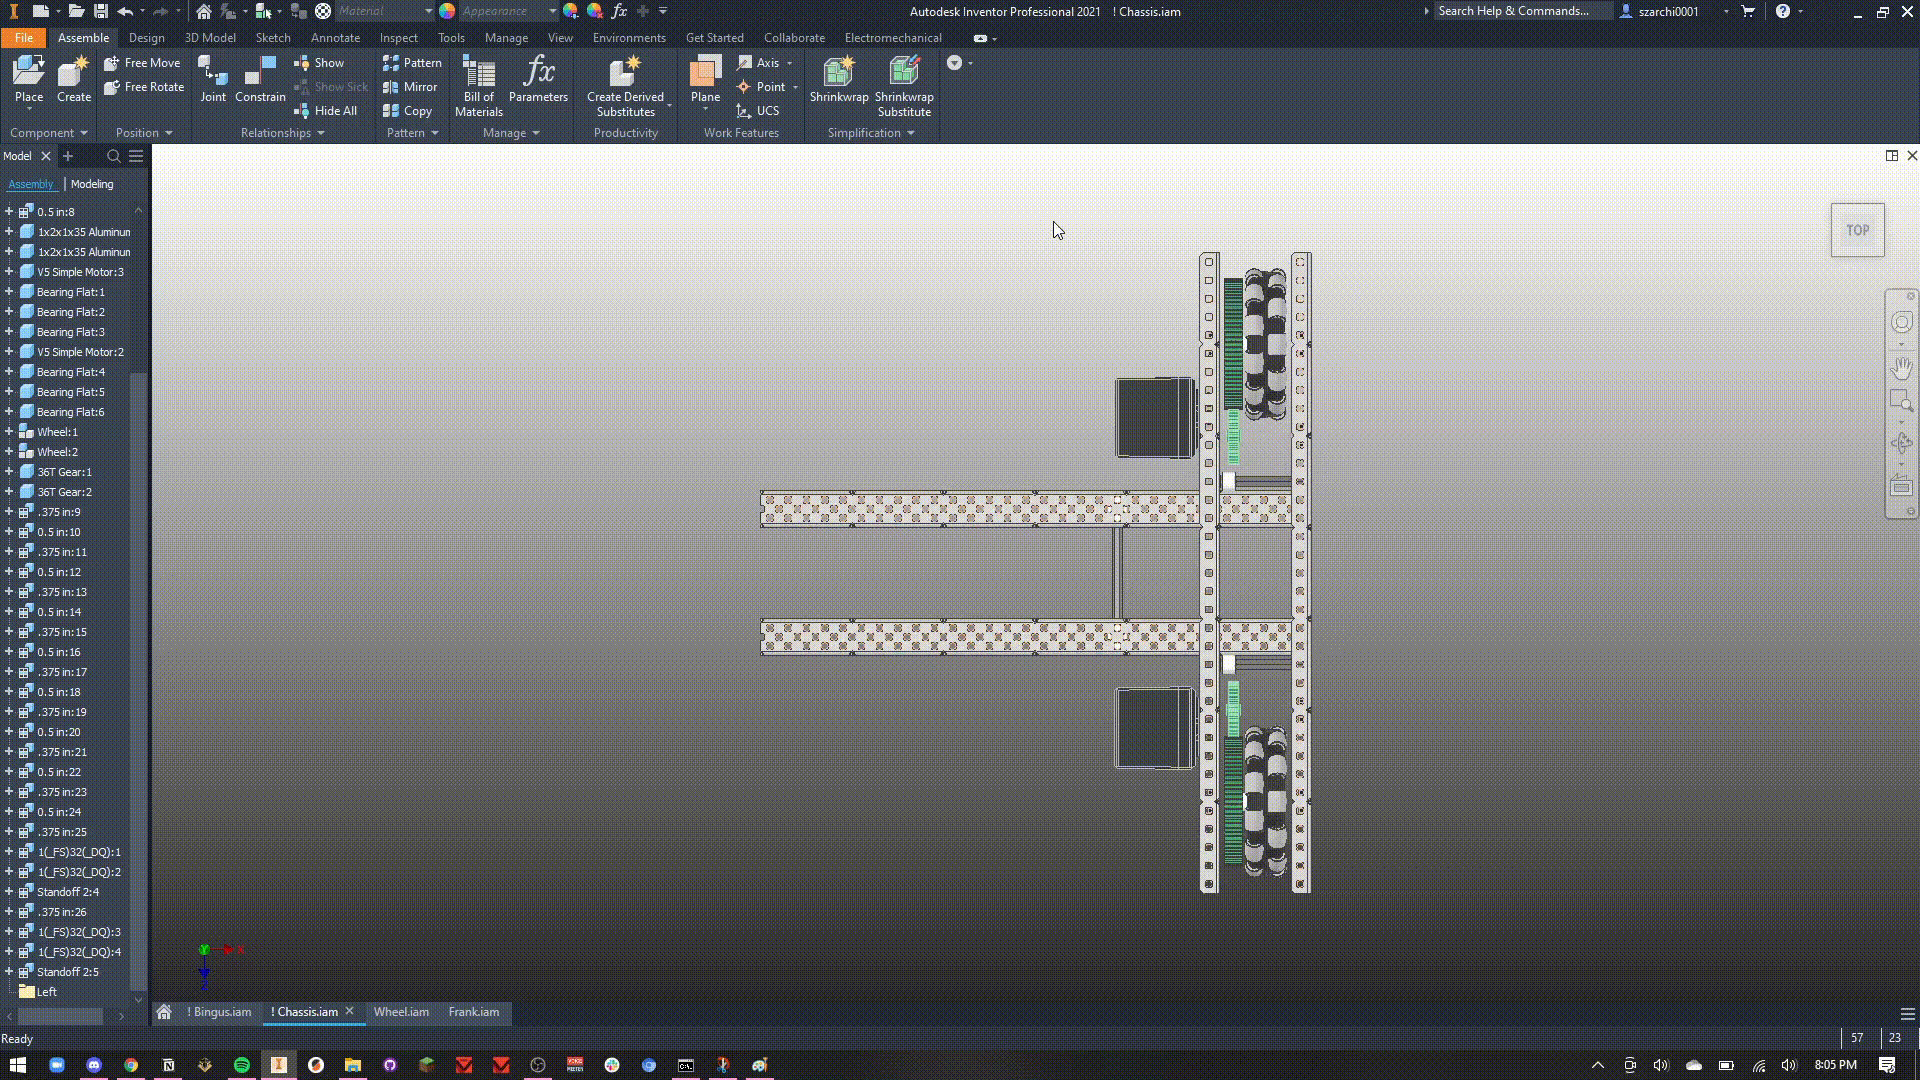 Material
Appearance
fx
Autodesk Inventor Professional 2021 ! Chassis.iam
Search Help & Commands...
szarchi0001
File Assemble Design 3D Model Sketch Annotate Inspect Tools Manage View Environments Get Started Collaborate Electromechanical
Place
Create
Free Move
Free Rotate
Joint
Constrain
Show
Show Sick
Hide All
Pattern
Mirror
Copy
Bill of
Materials
fx
Parameters
Create Derived
Substitutes
Plane
Axis
Point
UCS
Shrinkwrap
Shrinkwrap
Substitute
Component Position Relationships Pattern Manage Productivity Work Features Simplification
Model
Assembly | Modeling
0.5 in:8
1x2x1x35 Aluminun
1x2x1x35 Aluminun
V5 Simple Motor:3
Bearing Flat:1
Bearing Flat:2
Bearing Flat:3
V5 Simple Motor:2
Bearing Flat:4
Bearing Flat:5
Bearing Flat:6
Wheel:1
Wheel:2
36T Gear:1
36T Gear:2
.375 in:9
0.5 in:10
.375 in:11
0.5 in:12
.375 in:13
0.5 in:14
.375 in:15
0.5 in:16
.375 in:17
0.5 in:18
.375 in:19
0.5 in:20
.375 in:21
0.5 in:22
.375 in:23
0.5 in:24
.375 in:25
1(_FS)32(_DQ):1
1(_FS)32(_DQ):2
Standoff 2:4
.375 in:26
1(_FS)32(_DQ):3
1(_FS)32(_DQ):4
Standoff 2:5
Left
TOP
Y
X
Z
! Bingus.iam ! Chassis.iam Wheel.iam Frank.iam
Ready
57 23
8:05 PM